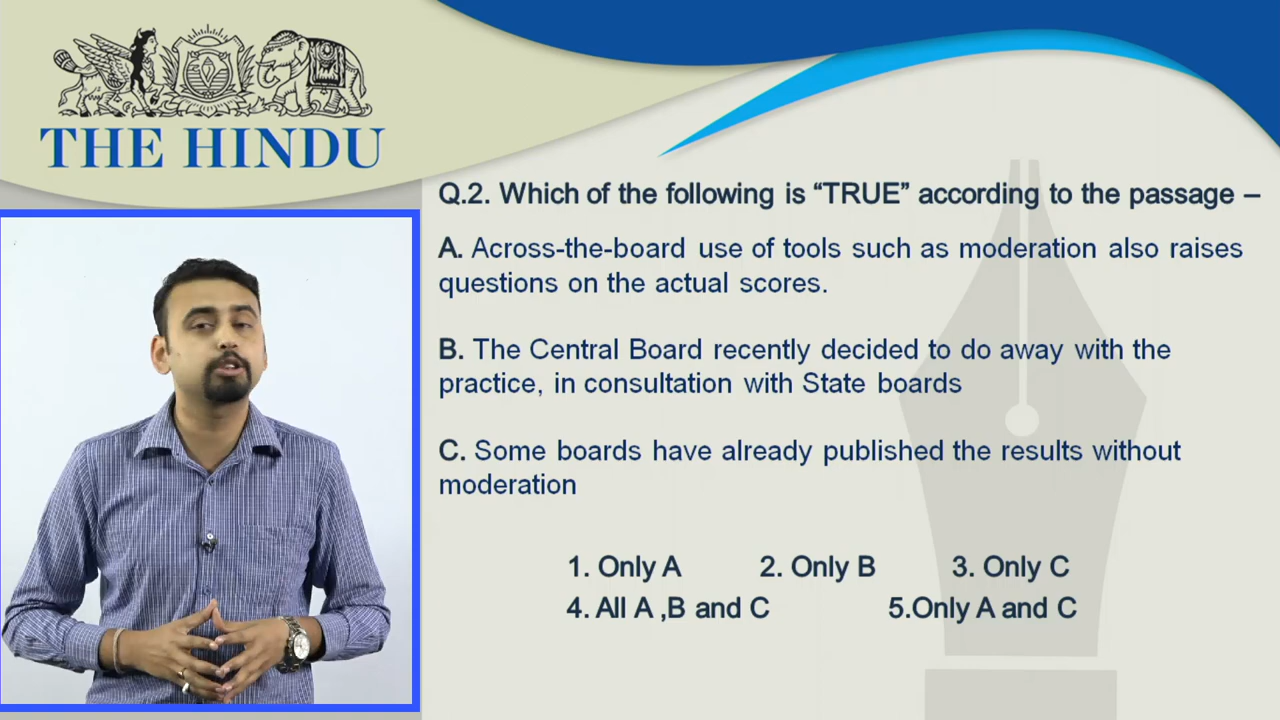 THE HINDU
Q.2. Which of the following is “TRUE” according to the passage –
A. Across-the-board use of tools such as moderation also raises
questions on the actual scores.
B. The Central Board recently decided to do away with the
practice, in consultation with State boards
C. Some boards have already published the results without
moderation
1. Only A 2. Only B 3. Only C
4. All A ,B and C 5.Only A and C